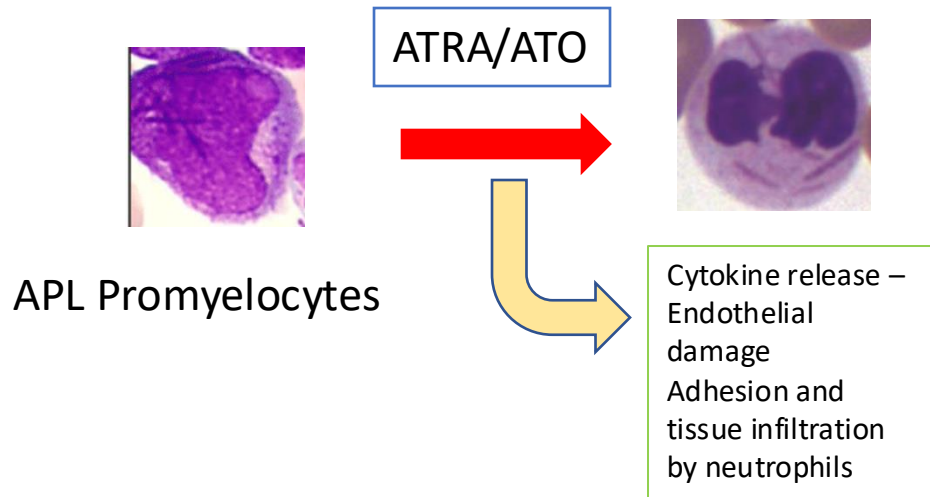 ATRA/ATO
APL Promyelocytes
Cytokine release –
Endothelial
damage
Adhesion and
tissue infiltration
by neutrophils